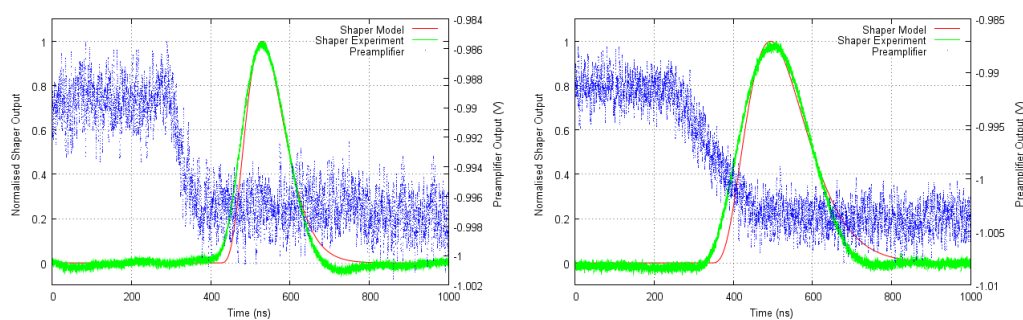 Shaper Model
Shaper Experiment
Preamplifier
Normalised Shaper Output
1
0.8
0.6
0.4
0.2
0
-0.984
-0.986
-0.988
-0.99
-0.992
-0.994
-0.996
-0.998
-1
-1.002
Preamplifier Output (V)
0 200 400 600 800 1000
Time (ns)
Shaper Model
Shaper Experiment
Preamplifier
Normalised Shaper Output
1
0.8
0.6
0.4
0.2
0
-0.985
-0.99
-0.995
-1
-1.005
-1.01
Preamplifier Output (V)
0 200 400 600 800 1000
Time (ns)